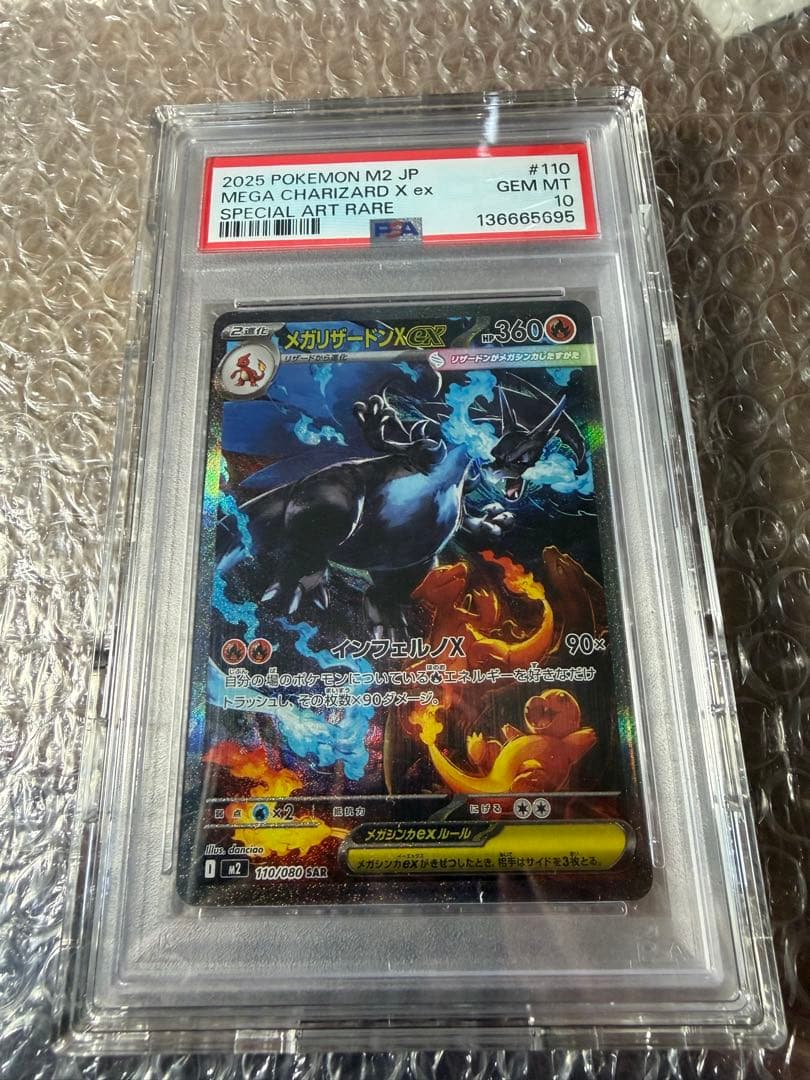 2025 POKEMON M2 JP
#110
MEGA CHARIZARD X ex
GEM MT
SPECIAL ART RARE
10
PSA
136665695
2進化
メガリザードンXex
HP360
リザードから進化
リザードンがメガシンカしたすがた
インフェルノX
90×
自分の場のポケモンについているエネルギーを好きなだけ
トラッシュし、その枚数×90ダメージ。
弱点
×2
抵抗力
にげる
メガシンカexルール
メガシンカexがきぜつしたとき、相手はサイドを3枚とる。
Illus. danciao
I
M2
110/080 SAR